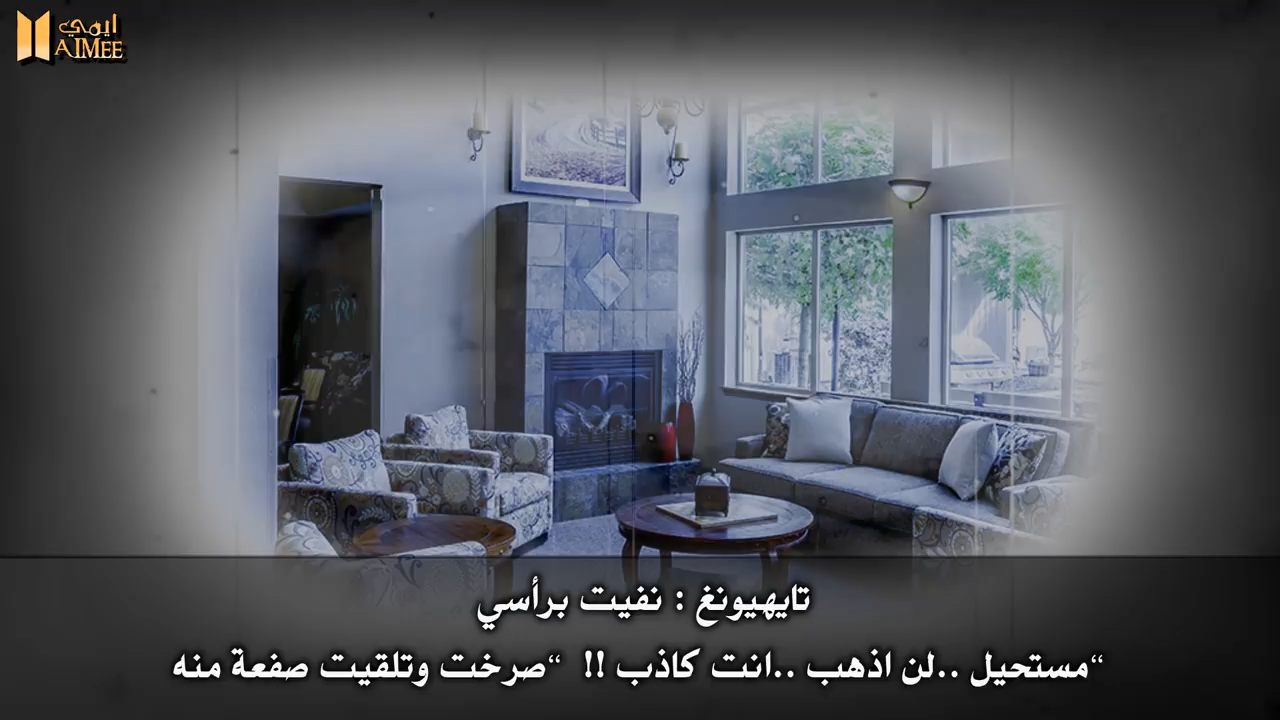 ايمي
AIMEE
تايهيونغ : نفيت برأسي
“مستحيل ..لن اذهب ..انت كاذب !! “صرخت وتلقيت صفعة منه